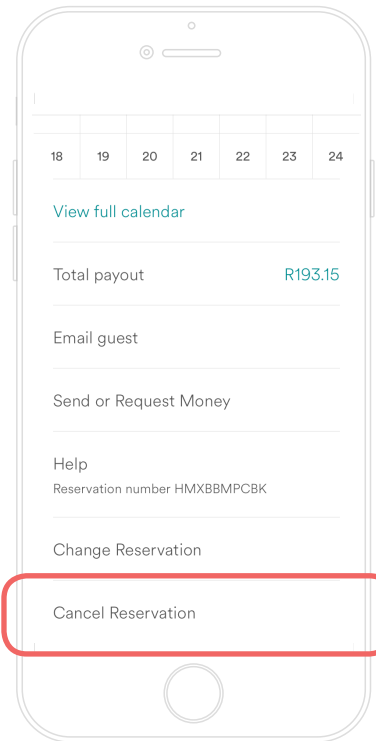 18 19 20 21 22 23 24
View full calendar
Total payout R193.15
Email guest
Send or Request Money
Help
Reservation number HMXBBMPCBK
Change Reservation
Cancel Reservation